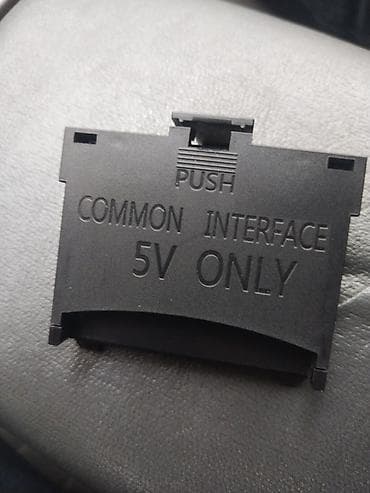 PUSH
COMMON INTERFACE
5V ONLY